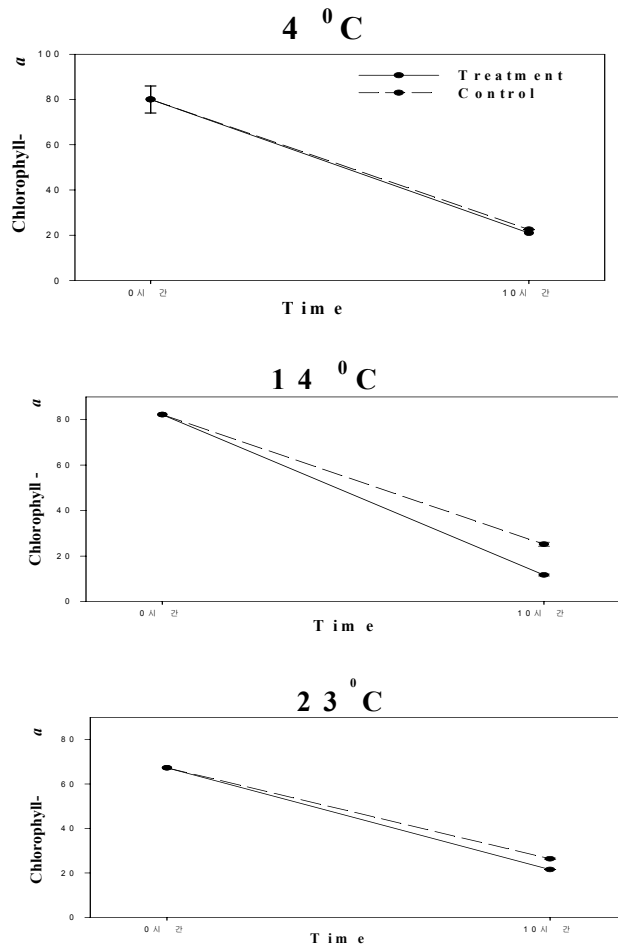 4 ⁰C
Chlorophyll- a
100
80
60
40
20
0
Treatment
Control
0시 간
10시 간
Time
14 ⁰C
Chlorophyll - a
80
60
40
20
0
0시 간
10시 간
Time
23 ⁰C
Chlorophyll- a
80
60
40
20
0
0시 간
10시 간
Time